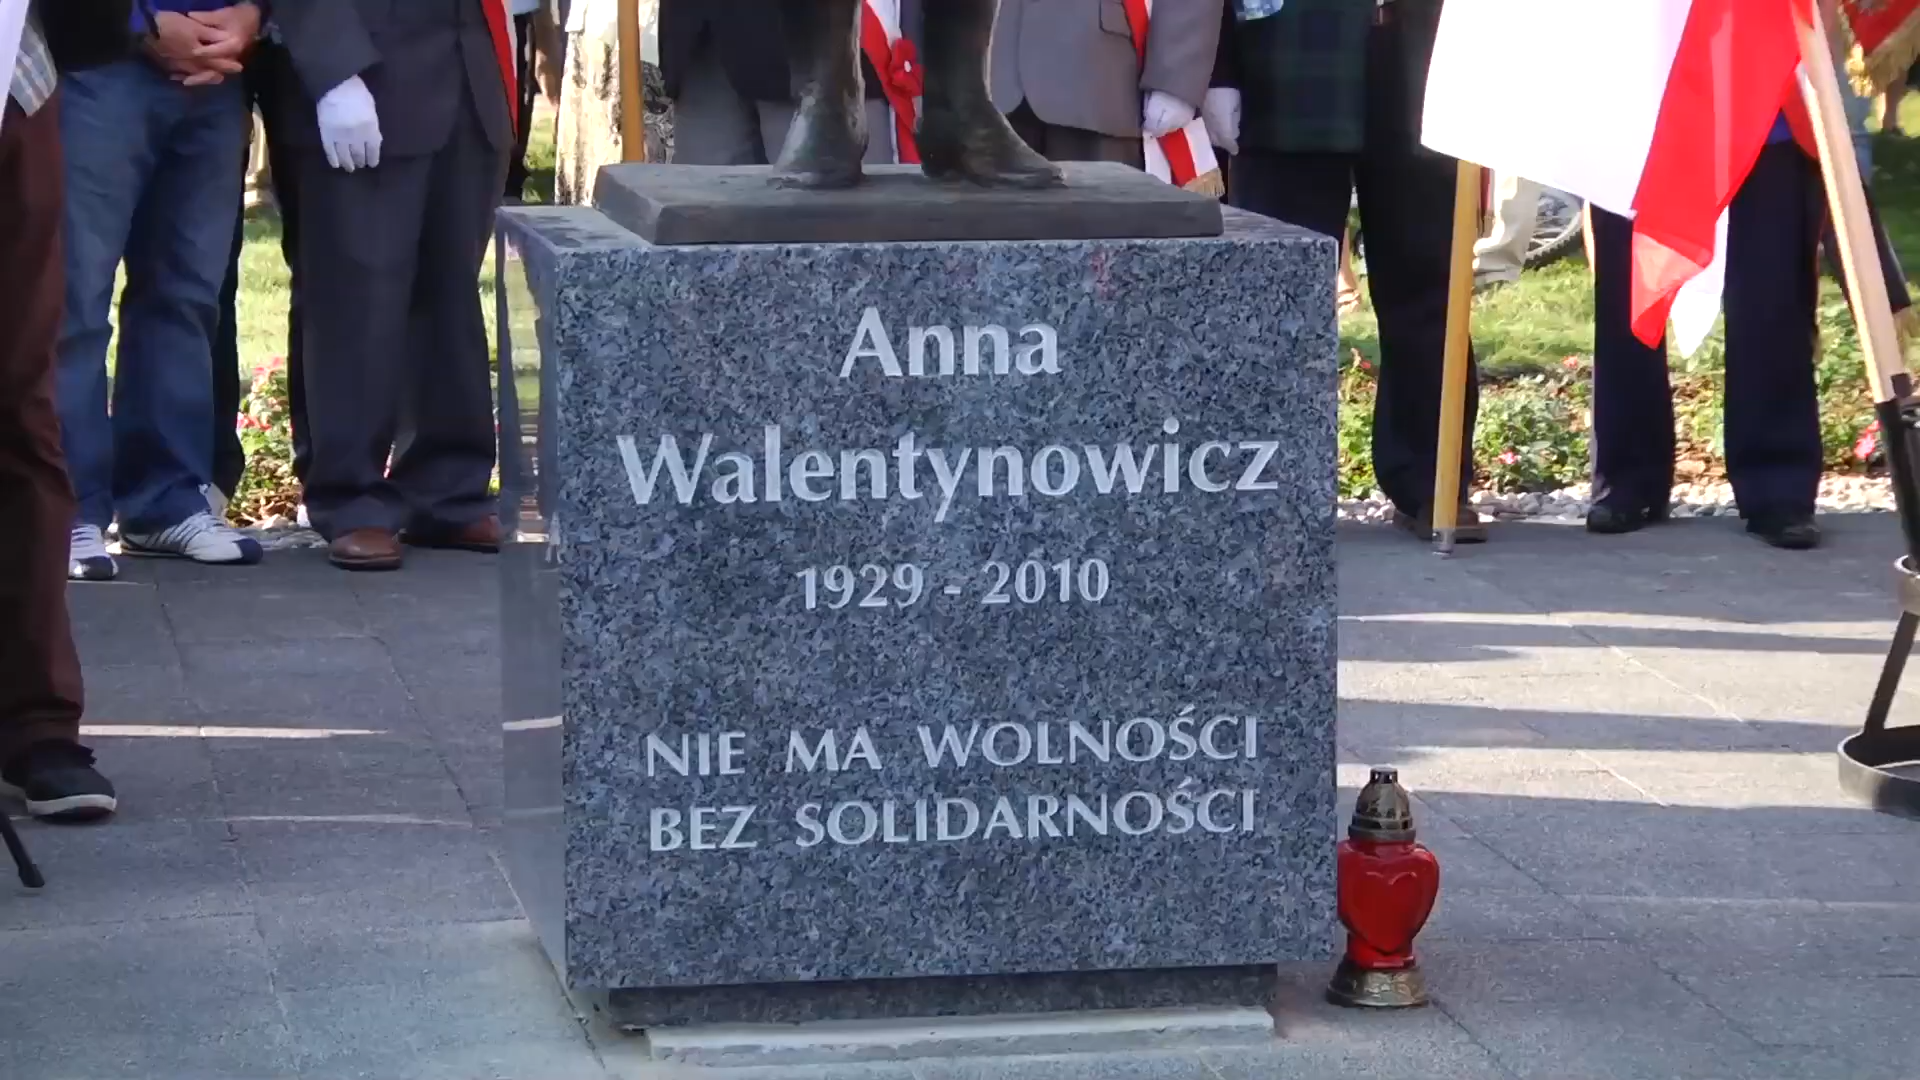 Anna
Walentynowicz
1929 - 2010
NIE MA WOLNOŚCI
BEZ SOLIDARNOŚCI